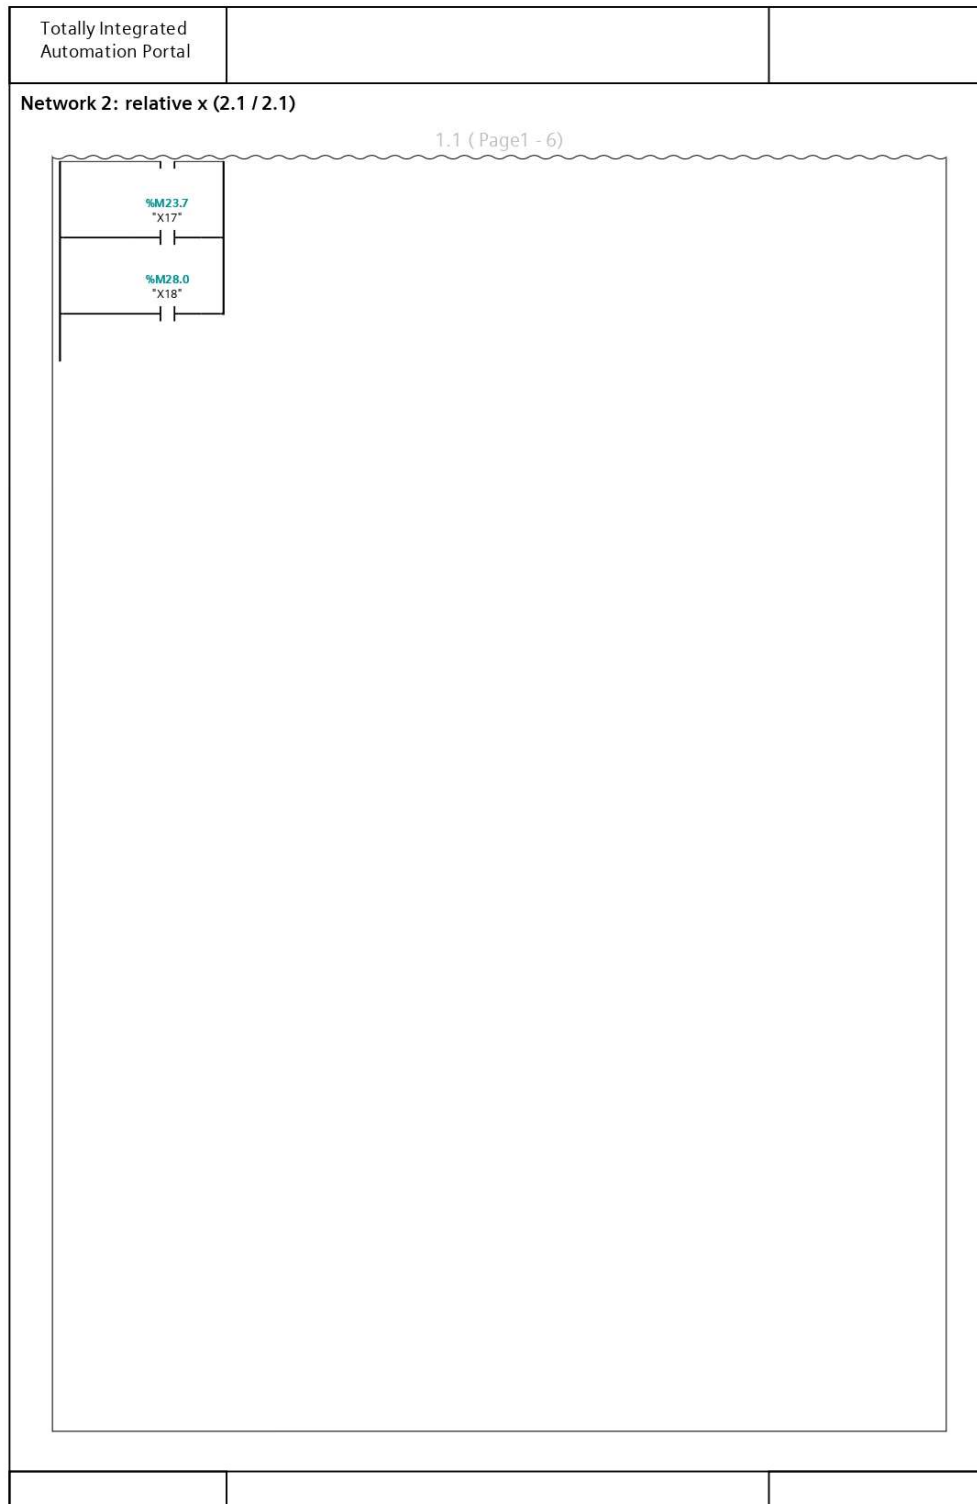 Totally Integrated
Automation Portal
Network 2: relative x (2.1 / 2.1)
1.1 ( Page1 - 6)
%M23.7
"X17"
%M28.0
"X18"